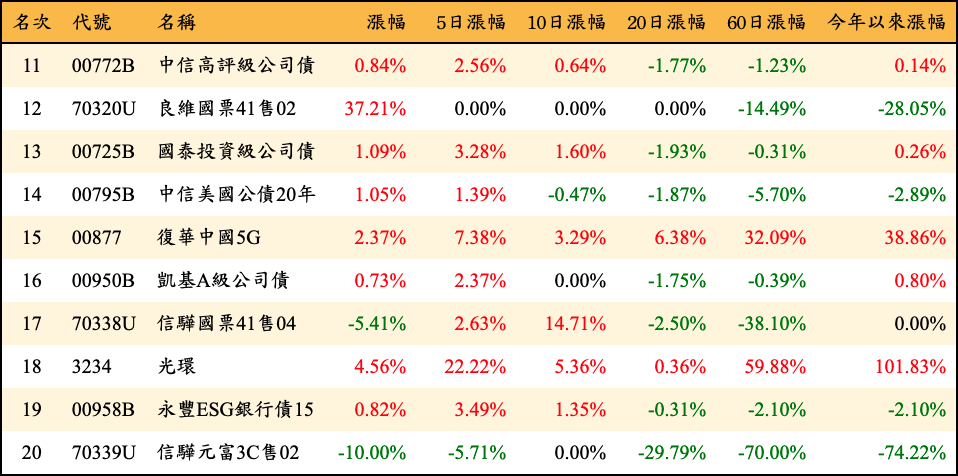 名次 代號 名稱 漲幅 5日漲幅 10日漲幅 20日漲幅 60日漲幅 今年以來漲幅
11 00772B 中信高評級公司債 0.84% 2.56% 0.64% -1.77% -1.23% 0.14%
12 70320U 良維國票41售02 37.21% 0.00% 0.00% 0.00% -14.49% -28.05%
13 00725B 國泰投資級公司債 1.09% 3.28% 1.60% -1.93% -0.31% 0.26%
14 00795B 中信美國公債20年 1.05% 1.39% -0.47% -1.87% -5.70% -2.89%
15 00877 復華中國5G 2.37% 7.38% 3.29% 6.38% 32.09% 38.86%
16 00950B 凱基A級公司債 0.73% 2.37% 0.00% -1.75% -0.39% 0.80%
17 70338U 信驊國票41售04 -5.41% 2.63% 14.71% -2.50% -38.10% 0.00%
18 3234 光環 4.56% 22.22% 5.36% 0.36% 59.88% 101.83%
19 00958B 永豐ESG銀行債15 0.82% 3.49% 1.35% -0.31% -2.10% -2.10%
20 70339U 信驊元富3C售02 -10.00% -5.71% 0.00% -29.79% -70.00% -74.22%